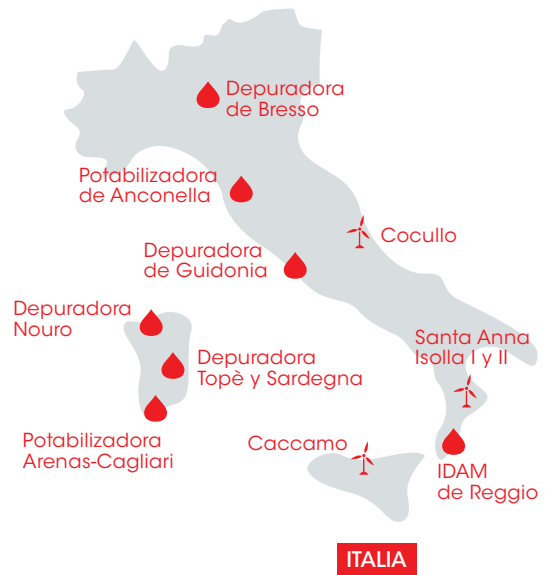 Depuradora
de Bresso
Potabilizadora
de Anconella
Cocullo
Depuradora
de Guidonia
Depuradora
Nouro
Santa Anna
Isolla I y II
Depuradora
Topè y Sardegna
Potabilizadora
Arenas-Cagliari
Caccamo
IDAM
de Reggio
ITALIA